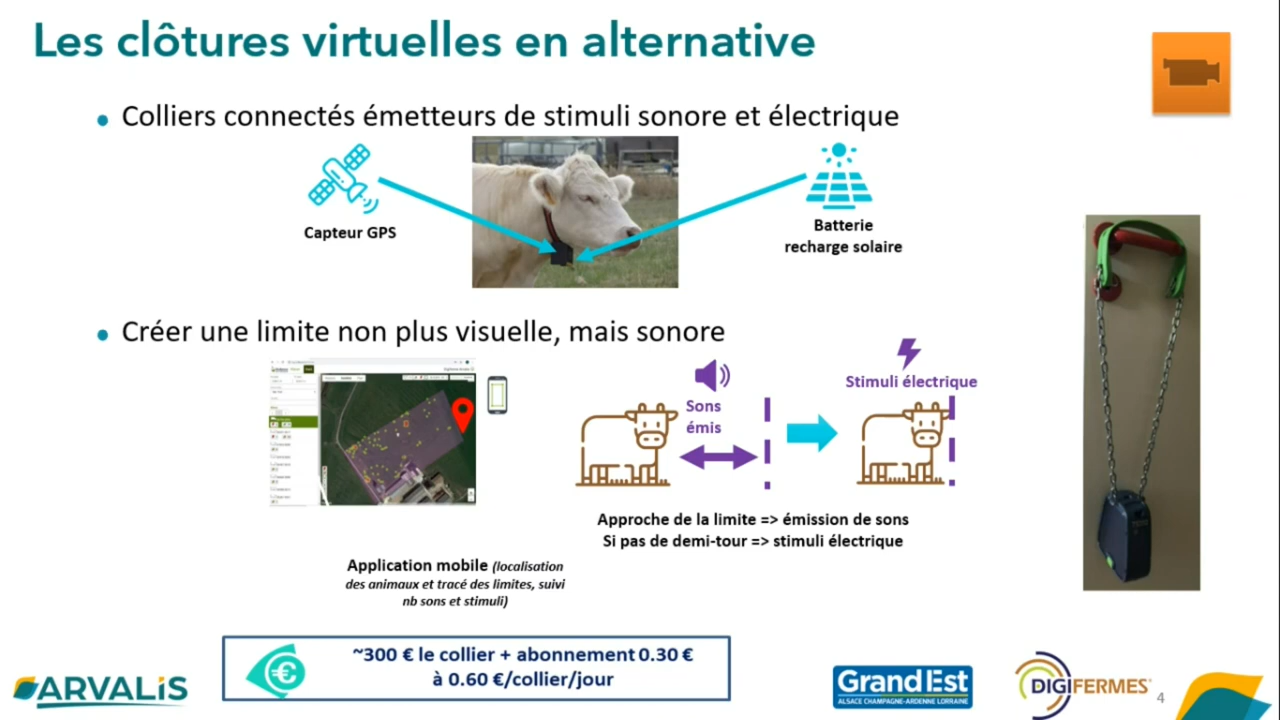 Les clôtures virtuelles en alternative
Colliers connectés émetteurs de stimuli sonore et électrique
Capteur GPS
Batterie
recharge solaire
Créer une limite non plus visuelle, mais sonore
Sons
émis
Stimuli électrique
Approche de la limite => émission de sons
Si pas de demi-tour => stimuli électrique
Application mobile (localisation
des animaux et tracé des limites, suivi
nb sons et stimuli)
~300 € le collier + abonnement 0.30 €
à 0.60 €/collier/jour
ARVALIS
Grand Est
ALSACE CHAMPAGNE-ARDENNE LORRAINE
DIGIFERMES
4